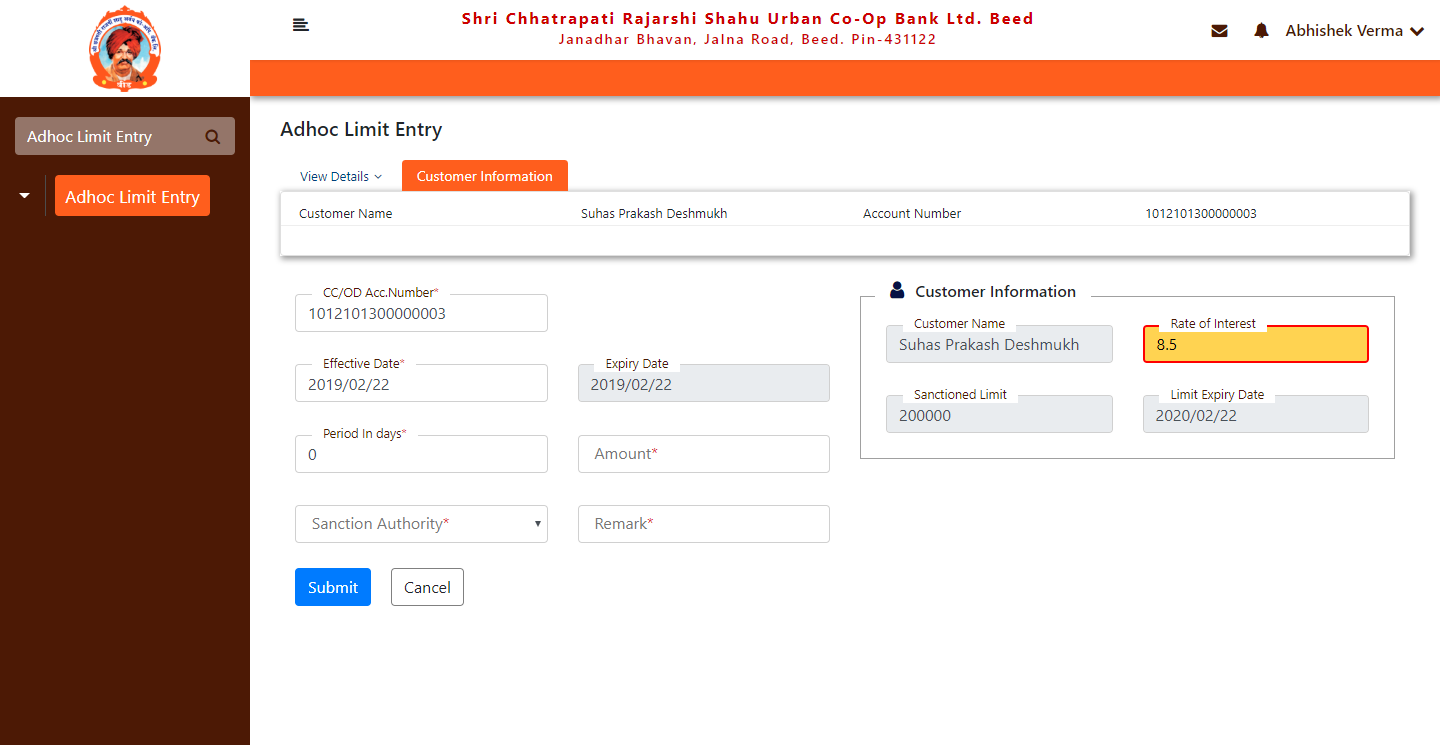 Shri Chhatrapati Rajarshi Shahu Urban Co-Op Bank Ltd. Beed
Janadhar Bhavan, Jalna Road, Beed. Pin-431122
Abhishek Verma
बीड
Adhoc Limit Entry
Adhoc Limit Entry
Adhoc Limit Entry
View Details
Customer Information
Customer Name Suhas Prakash Deshmukh Account Number 1012101300000003
CC/OD Acc.Number*
1012101300000003
Effective Date*
2019/02/22
Expiry Date
2019/02/22
Period In days*
0
Amount*
Sanction Authority*
Remark*
Submit
Cancel
Customer Information
Customer Name
Suhas Prakash Deshmukh
Rate of Interest
8.5
Sanctioned Limit
200000
Limit Expiry Date
2020/02/22